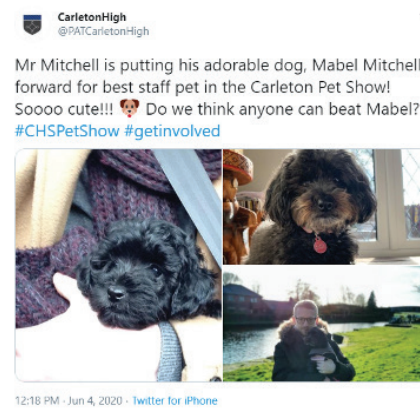 CarletonHigh
@PATCarletonHigh
Mr Mitchell is putting his adorable dog, Mabel Mitchell
forward for best staff pet in the Carleton Pet Show!
Soooo cute!!! 🐶 Do we think anyone can beat Mabel?
#CHSPetShow #getinvolved
12:18 PM · Jun 4, 2020 · Twitter for iPhone